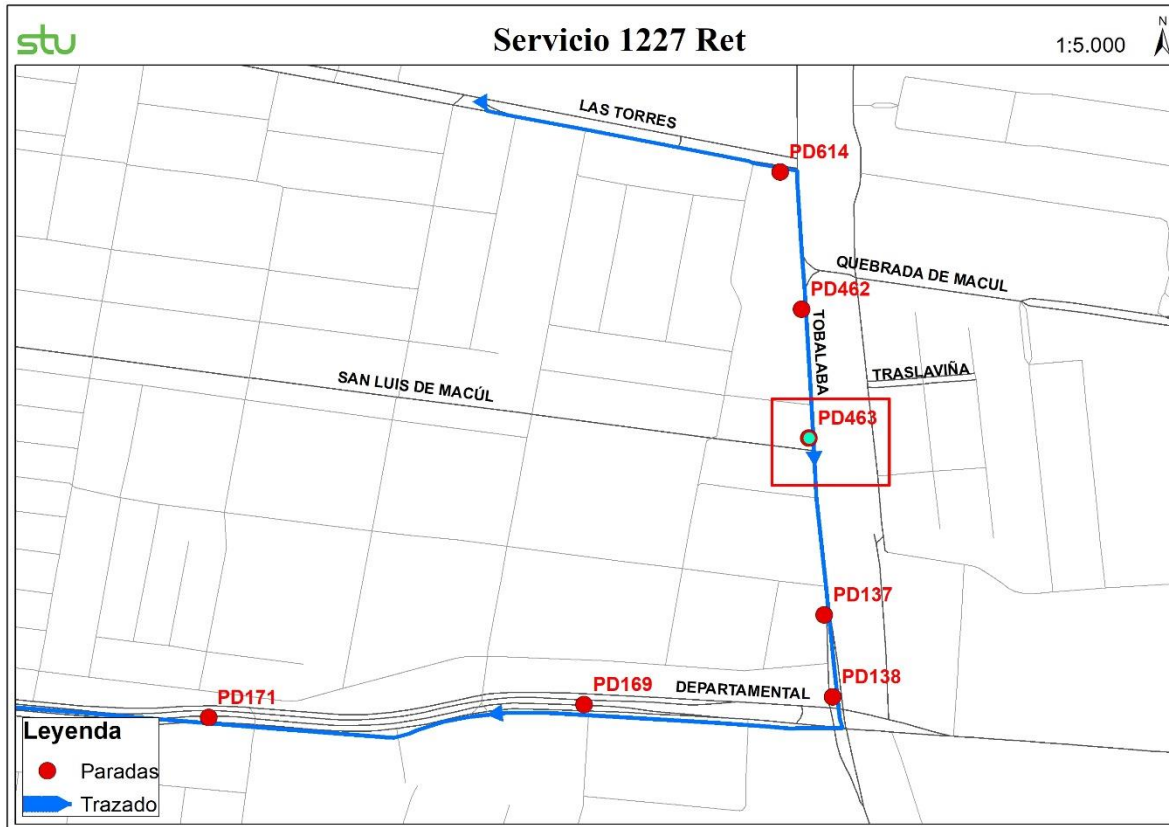 stu
Servicio 1227 Ret
1:5.000
N
LAS TORRES
PD614
QUEBRADA DE MACUL
PD462
TOBALABA
TRASLAVIÑA
SAN LUIS DE MACÚL
PD463
PD137
PD138
DEPARTAMENTAL
PD169
PD171
Leyenda
Paradas
Trazado